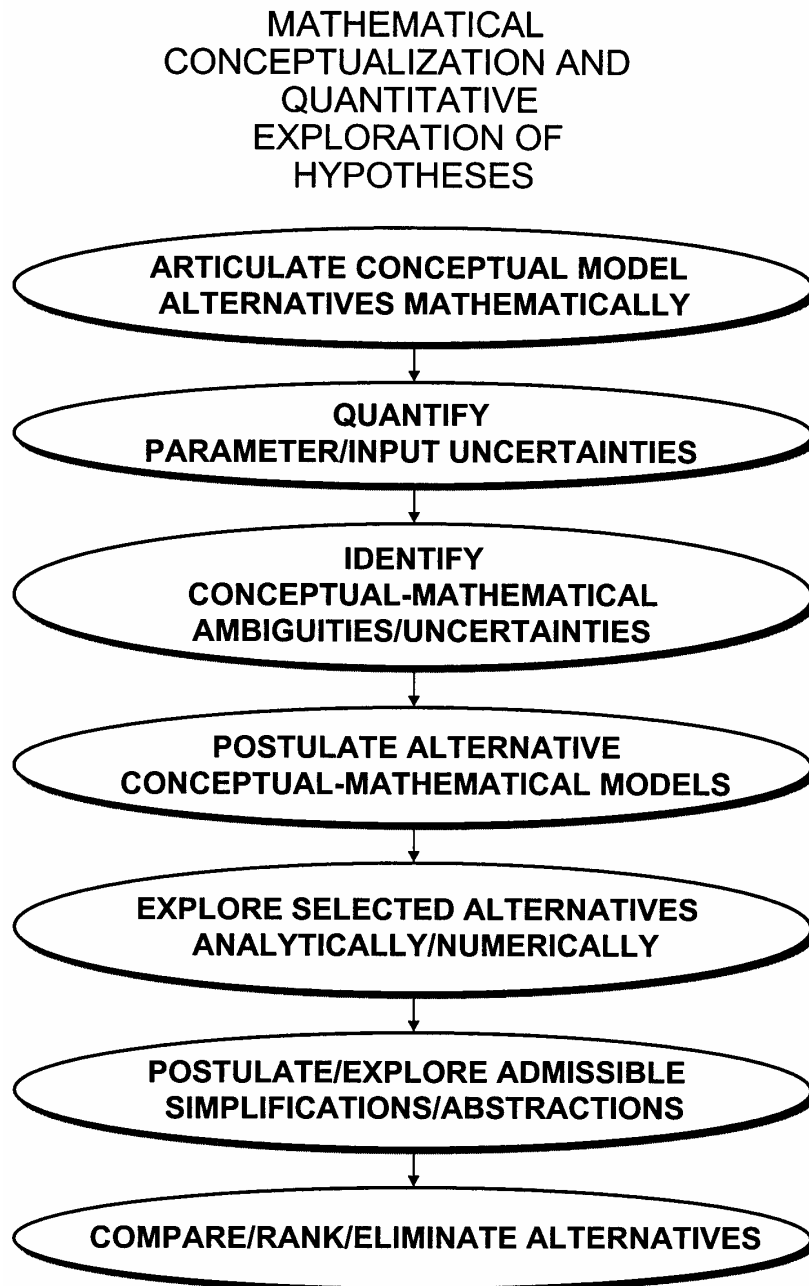 MATHEMATICAL
CONCEPTUALIZATION AND
QUANTITATIVE
EXPLORATION OF
HYPOTHESES
ARTICULATE CONCEPTUAL MODEL
ALTERNATIVES MATHEMATICALLY
QUANTIFY
PARAMETER/INPUT UNCERTAINTIES
IDENTIFY
CONCEPTUAL-MATHEMATICAL
AMBIGUITIES/UNCERTAINTIES
POSTULATE ALTERNATIVE
CONCEPTUAL-MATHEMATICAL MODELS
EXPLORE SELECTED ALTERNATIVES
ANALYTICALLY/NUMERICALLY
POSTULATE/EXPLORE ADMISSIBLE
SIMPLIFICATIONS/ABSTRACTIONS
COMPARE/RANK/ELIMINATE ALTERNATIVES